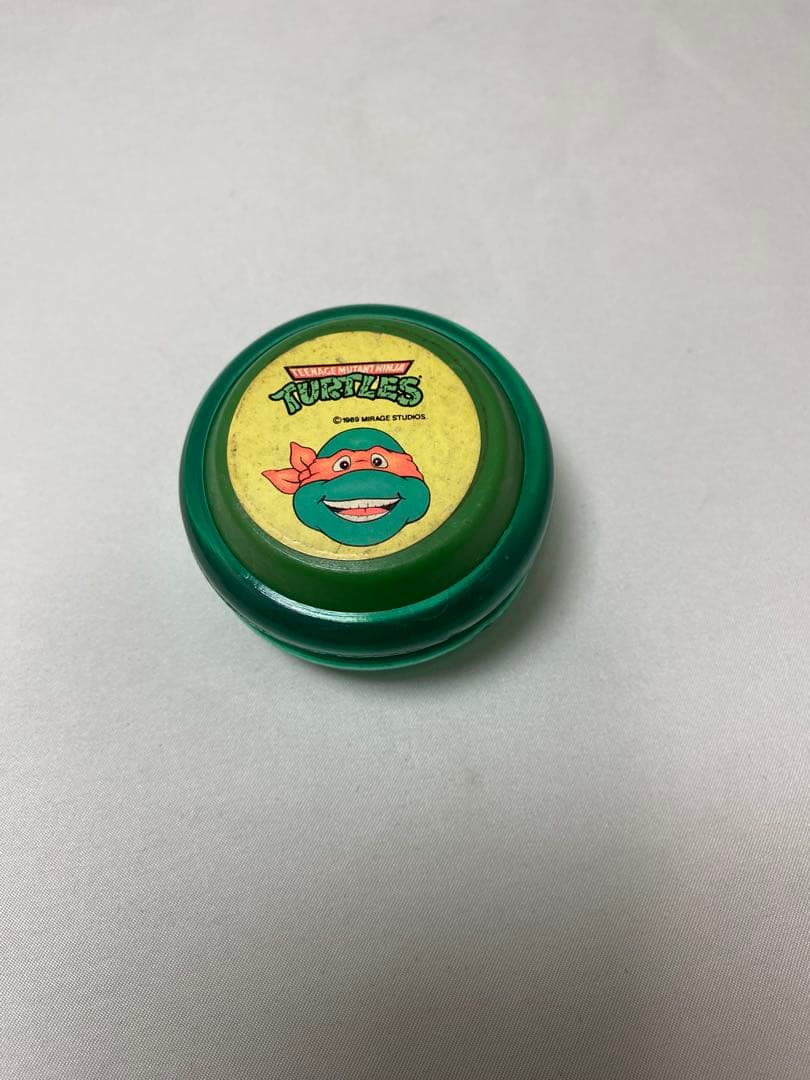 TEENAGE MUTANT NINJA
TURTLES
©1989 MIRAGE STUDIOS.